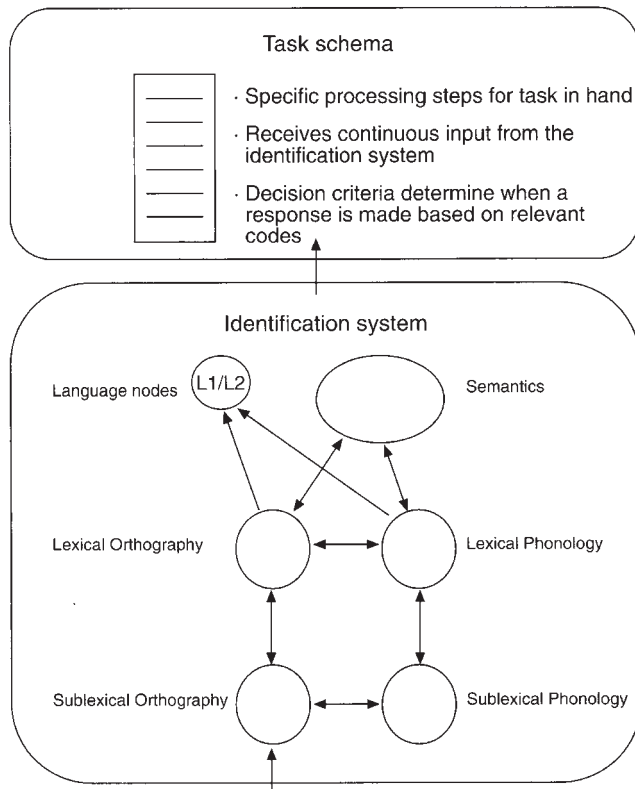 Task schema
· Specific processing steps for task in hand
· Receives continuous input from the
identification system
· Decision criteria determine when a
response is made based on relevant
codes
Identification system
Language nodes
L1/L2
Semantics
Lexical Orthography
Lexical Phonology
Sublexical Orthography
Sublexical Phonology